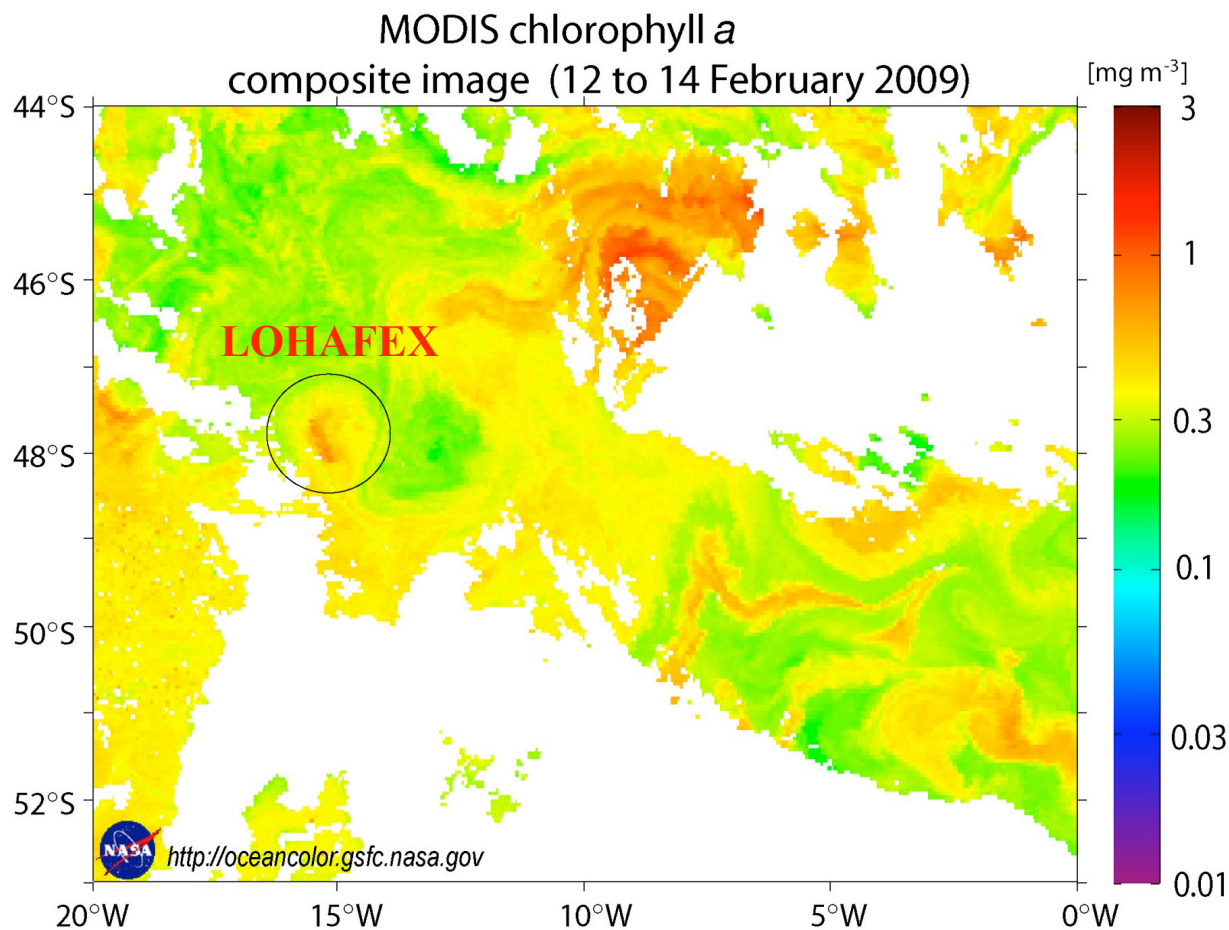 MODIS chlorophyll a
composite image (12 to 14 February 2009)
[mg m-3]
44°S
46°S
48°S
50°S
52°S
LOHAFEX
3
1
0.3
0.1
0.03
0.01
NASA
http://oceancolor.gsfc.nasa.gov
20°W
15°W
10°W
5°W
0°W